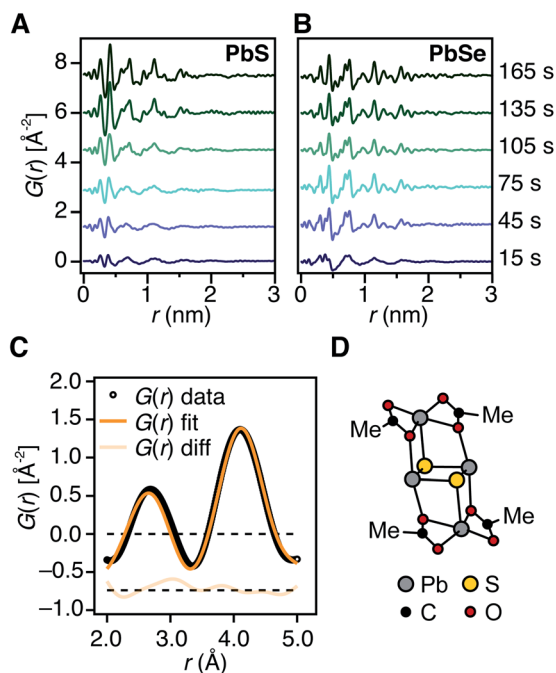 A
PbS
B
PbSe
8
6
4
2
0
G(r) [Å⁻²]
165 s
135 s
105 s
75 s
45 s
15 s
0 1 2 3
0 1 2 3
r (nm)
r (nm)
C
2.0
1.5
1.0
0.5
0.0
−0.5
−1.0
G(r) [Å⁻²]
G(r) data
G(r) fit
G(r) diff
2.0 3.0 4.0 5.0
r (Å)
D
Me
Me
Me
Me
Pb S
C O